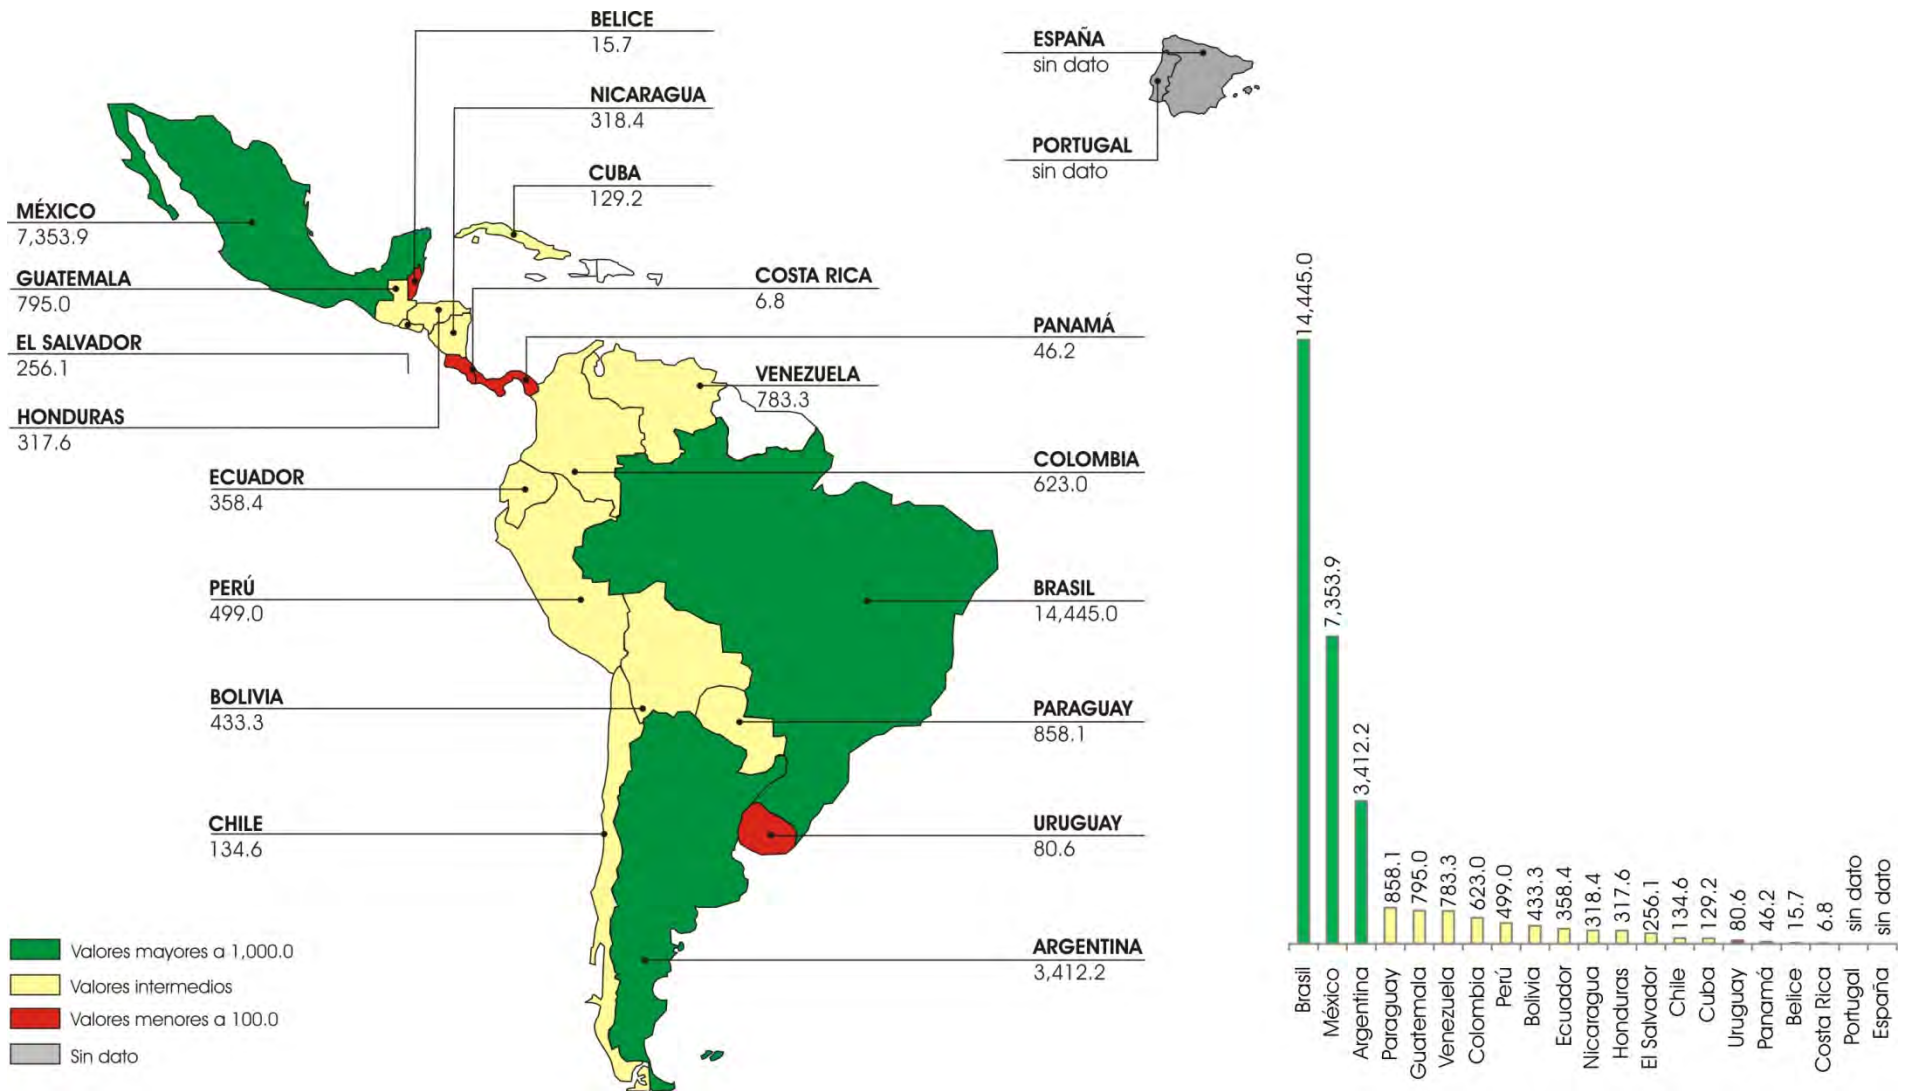 BELICE
15.7
NICARAGUA
318.4
CUBA
129.2
ESPAÑA
sin dato
PORTUGAL
sin dato
MÉXICO
7,353.9
GUATEMALA
795.0
EL SALVADOR
256.1
HONDURAS
317.6
COSTA RICA
6.8
PANAMÁ
46.2
VENEZUELA
783.3
COLOMBIA
623.0
ECUADOR
358.4
PERÚ
499.0
BRASIL
14,445.0
BOLIVIA
433.3
PARAGUAY
858.1
CHILE
134.6
URUGUAY
80.6
ARGENTINA
3,412.2
Valores mayores a 1,000.0
Valores intermedios
Valores menores a 100.0
Sin dato
14,445.0
7,353.9
3,412.2
858.1
795.0
783.3
623.0
499.0
433.3
358.4
318.4
317.6
256.1
134.6
129.2
80.6
46.2
15.7
6.8
sin dato
sin dato
Brasil
México
Argentina
Paraguay
Guatemala
Venezuela
Colombia
Perú
Bolivia
Ecuador
Nicaragua
Honduras
El Salvador
Chile
Cuba
Uruguay
Panamá
Belice
Costa Rica
Portugal
España